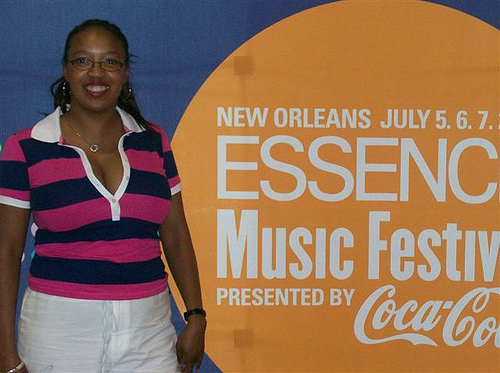 NEW ORLEANS JULY 5. 6. 7.
ESSENC
Music Festiv
PRESENTED BY Coca-Co